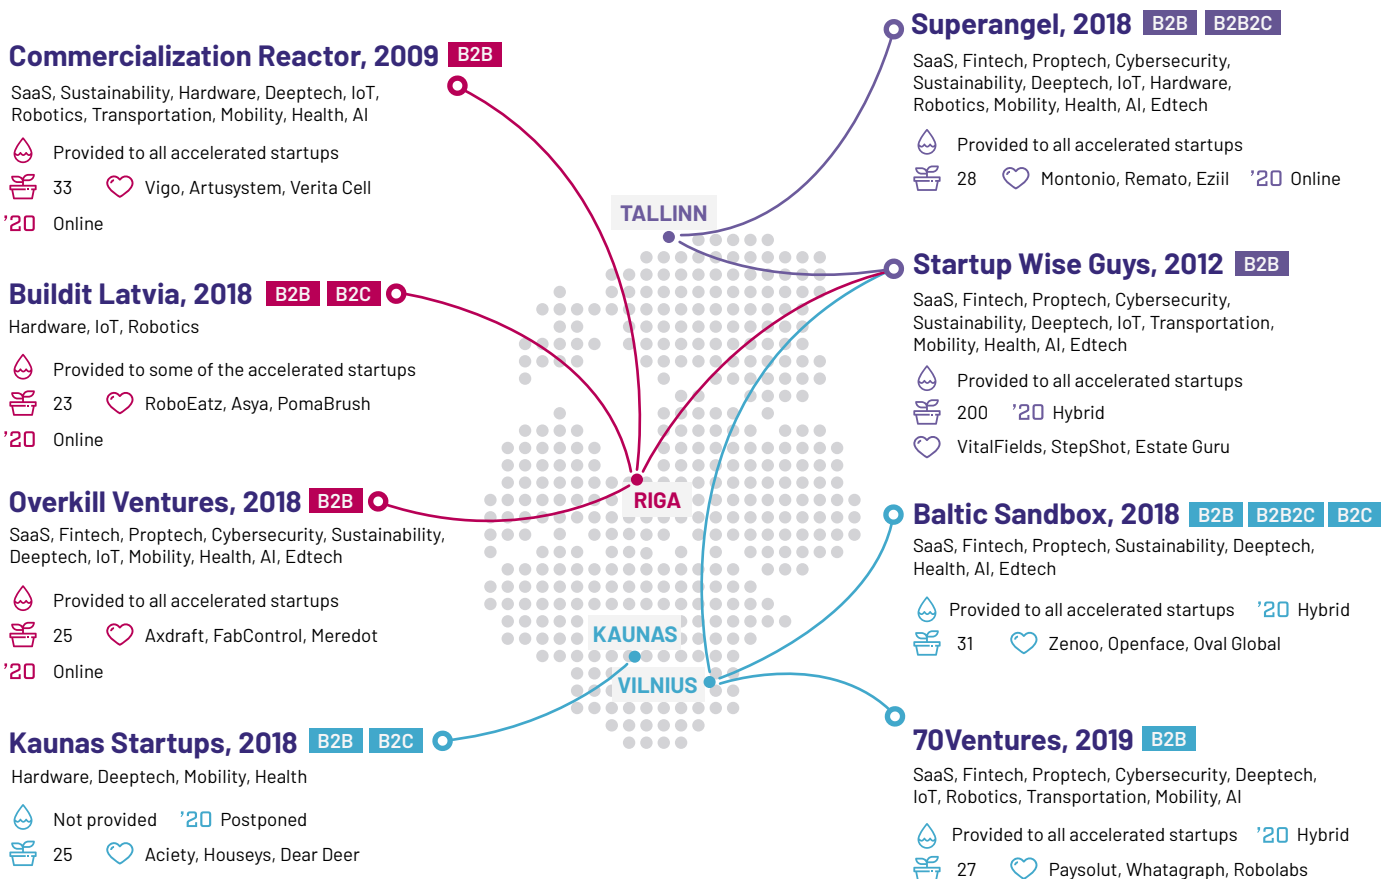 Commercialization Reactor, 2009 B2B
SaaS, Sustainability, Hardware, Deeptech, IoT,
Robotics, Transportation, Mobility, Health, AI
Provided to all accelerated startups
33 Vigo, Artusystem, Verita Cell
'20 Online
Buildit Latvia, 2018 B2B B2C
Hardware, IoT, Robotics
Provided to some of the accelerated startups
23 RoboEatz, Asya, PomaBrush
'20 Online
Overkill Ventures, 2018 B2B
SaaS, Fintech, Proptech, Cybersecurity, Sustainability,
Deeptech, IoT, Mobility, Health, AI, Edtech
Provided to all accelerated startups
25 Axdraft, FabControl, Meredot
'20 Online
Kaunas Startups, 2018 B2B B2C
Hardware, Deeptech, Mobility, Health
Not provided '20 Postponed
25 Aciety, Houseys, Dear Deer
TALLINN
RIGA
KAUNAS
VILNIUS
Superangel, 2018 B2B B2B2C
SaaS, Fintech, Proptech, Cybersecurity,
Sustainability, Deeptech, IoT, Hardware,
Robotics, Mobility, Health, AI, Edtech
Provided to all accelerated startups
28 Montonio, Remato, Eziil '20 Online
Startup Wise Guys, 2012 B2B
SaaS, Fintech, Proptech, Cybersecurity,
Sustainability, Deeptech, IoT, Transportation,
Mobility, Health, AI, Edtech
Provided to all accelerated startups
200 '20 Hybrid
VitalFields, StepShot, Estate Guru
Baltic Sandbox, 2018 B2B B2B2C B2C
SaaS, Fintech, Proptech, Sustainability, Deeptech,
Health, AI, Edtech
Provided to all accelerated startups '20 Hybrid
31 Zenoo, Openface, Oval Global
70Ventures, 2019 B2B
SaaS, Fintech, Proptech, Cybersecurity, Deeptech,
IoT, Robotics, Transportation, Mobility, AI
Provided to all accelerated startups '20 Hybrid
27 Paysolut, Whatagraph, Robolabs